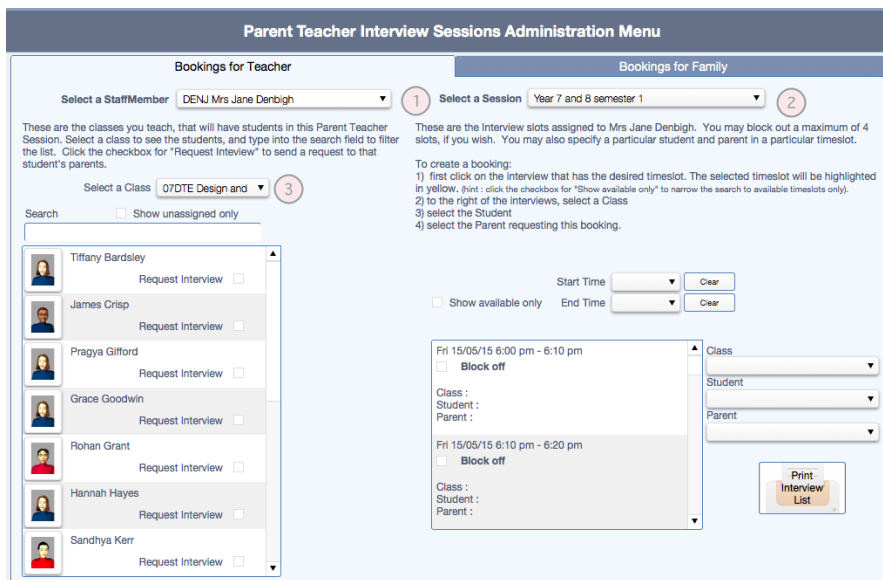 Parent Teacher Interview Sessions Administration Menu
Bookings for Teacher
Bookings for Family
Select a StaffMember
DENJ Mrs Jane Denbigh
1
Select a Session
Year 7 and 8 semester 1
2
These are the classes you teach, that will have students in this Parent Teacher
Session. Select a class to see the students, and type into the search field to filter
the list. Click the checkbox for "Request Inteview" to send a request to that
student's parents.
Select a Class
07DTE Design and
3
Search
Show unassigned only
Tiffany Bardsley
Request Interview
James Crisp
Request Interview
Pragya Gifford
Request Interview
Grace Goodwin
Request Interview
Rohan Grant
Request Interview
Hannah Hayes
Request Interview
Sandhya Kerr
Request Interview
These are the Interview slots assigned to Mrs Jane Denbigh. You may block out a maximum of 4
slots, if you wish. You may also specify a particular student and parent in a particular timeslot.
To create a booking:
1) first click on the interview that has the desired timeslot. The selected timeslot will be highlighted
in yellow. (hint : click the checkbox for "Show available only" to narrow the search to available timeslots only).
2) to the right of the interviews, select a Class
3) select the Student
4) select the Parent requesting this booking.
Start Time
Clear
Show available only
End Time
Clear
Fri 15/05/15 6:00 pm - 6:10 pm
Block off
Class :
Student :
Parent :
Fri 15/05/15 6:10 pm - 6:20 pm
Block off
Class :
Student :
Parent :
Class
Student
Parent
Print
Interview
List